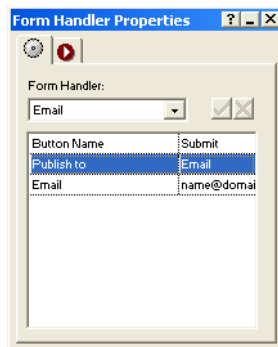 Form Handler Properties
Form Handler:
Email
Button Name Submit
Publish to Email
Email name@domai